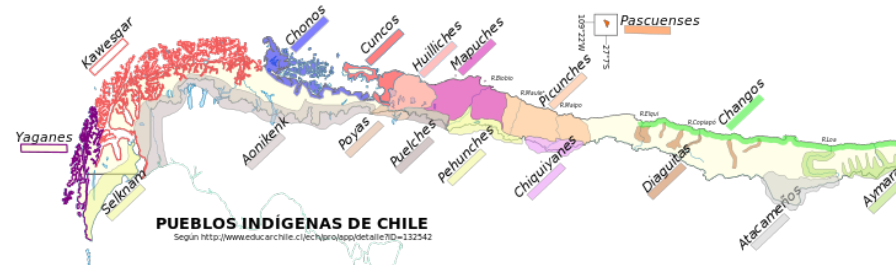 Kawesqar
Chonos
Cuncos
Huilliches
Mapuches
109°22'W
27°7'S
Pascuenses
R.Biobío
R.Maule
R.Maipo
Picunches
R.Elqui
R.Copiapó
Changos
R.Loa
Yaganes
Selknam
Aonikenk
Poyas
Puelches
Pehunches
Chiquiyanes
Diaguitas
Atacameños
Aymara
PUEBLOS INDÍGENAS DE CHILE
Según http://www.educarchile.cl/ech/pro/app/detalle?ID=132542